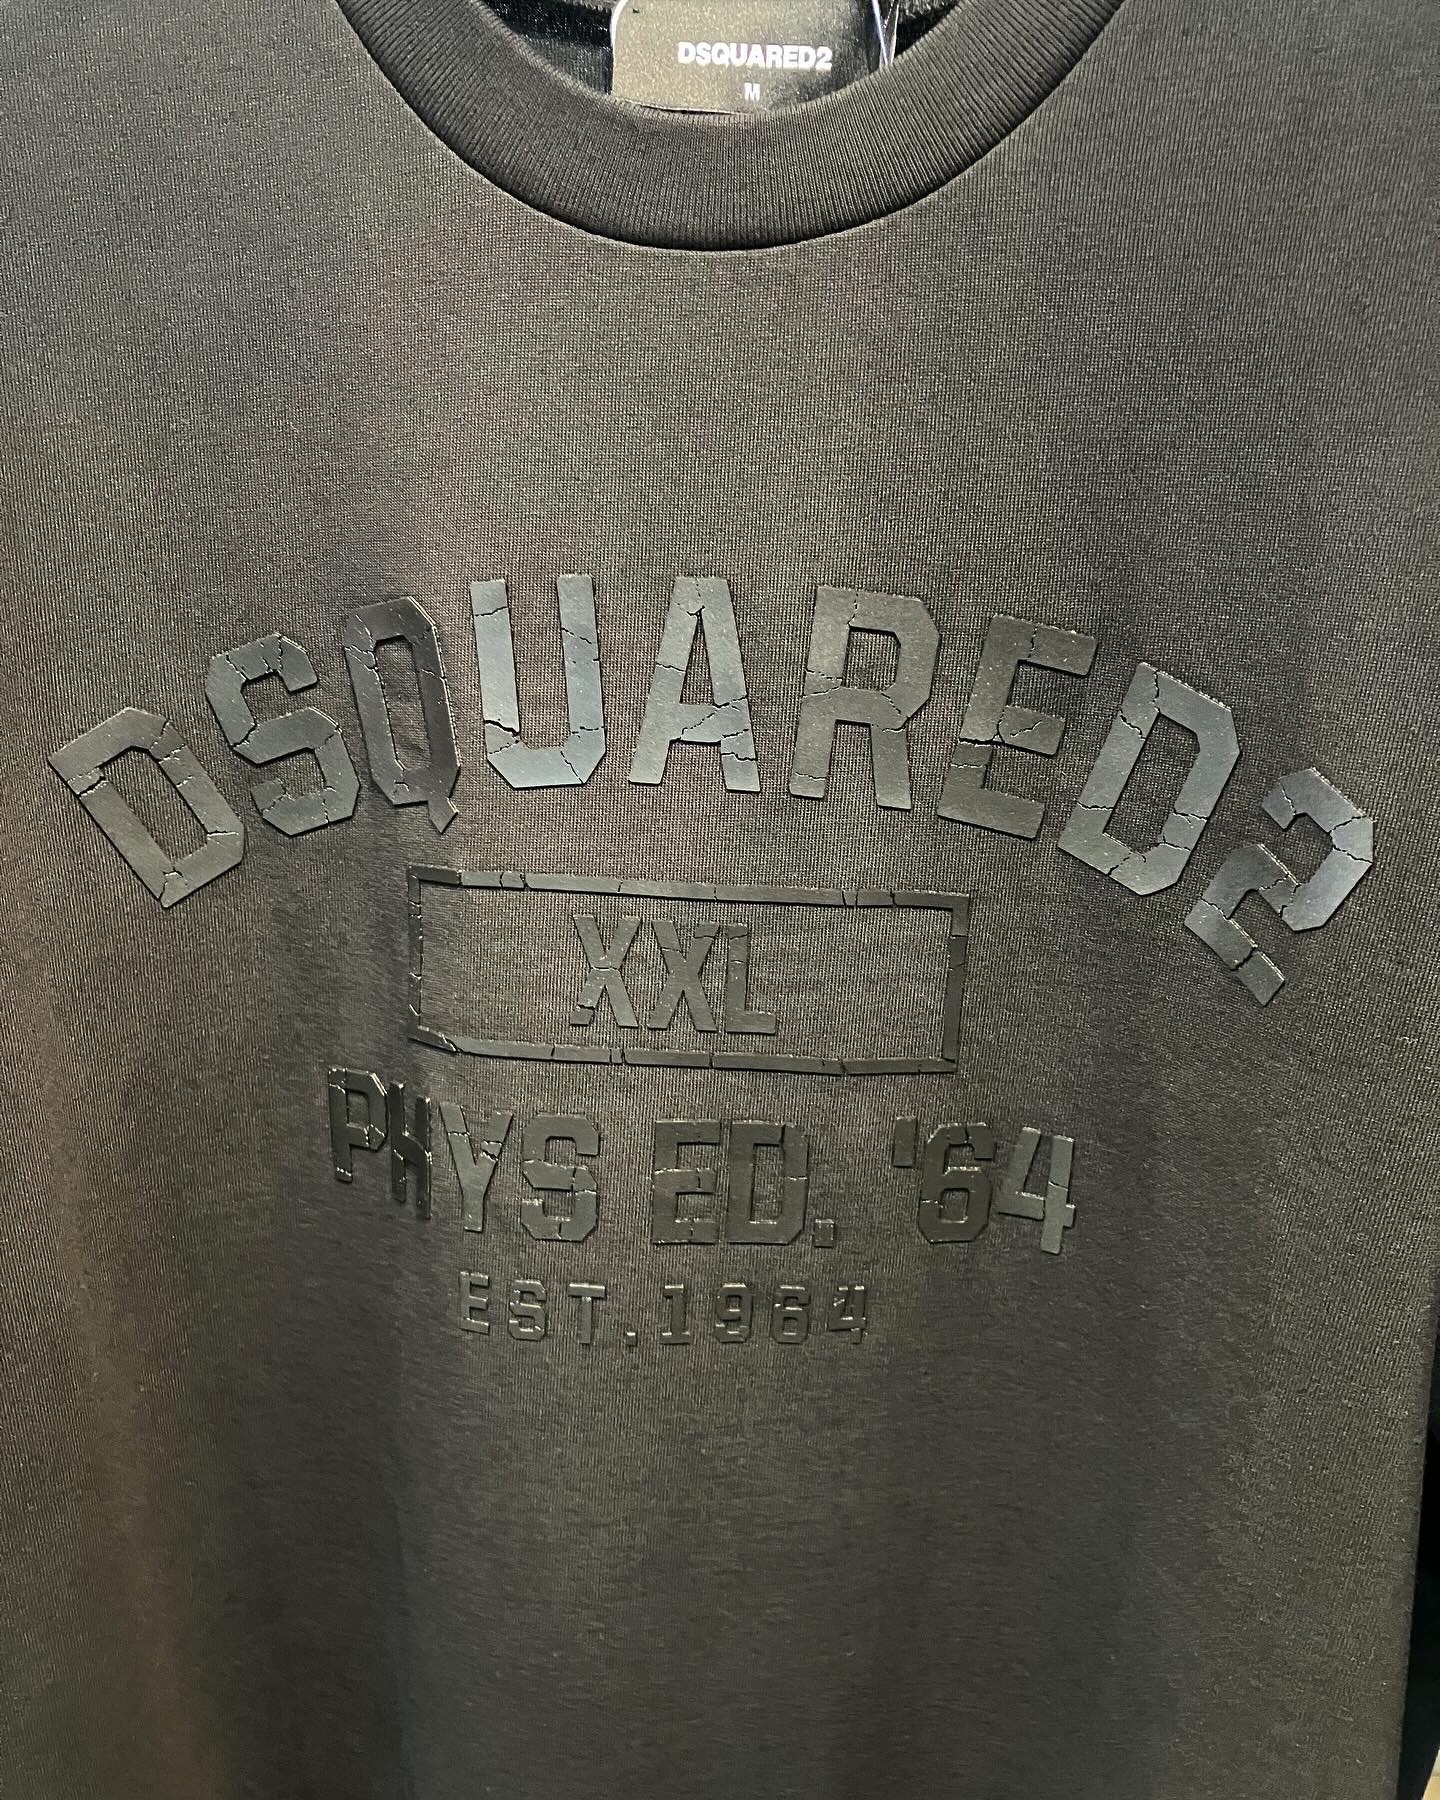 DSQUARED2
M
DSQUARED2
XXL
PHYS ED. '64
EST.1964